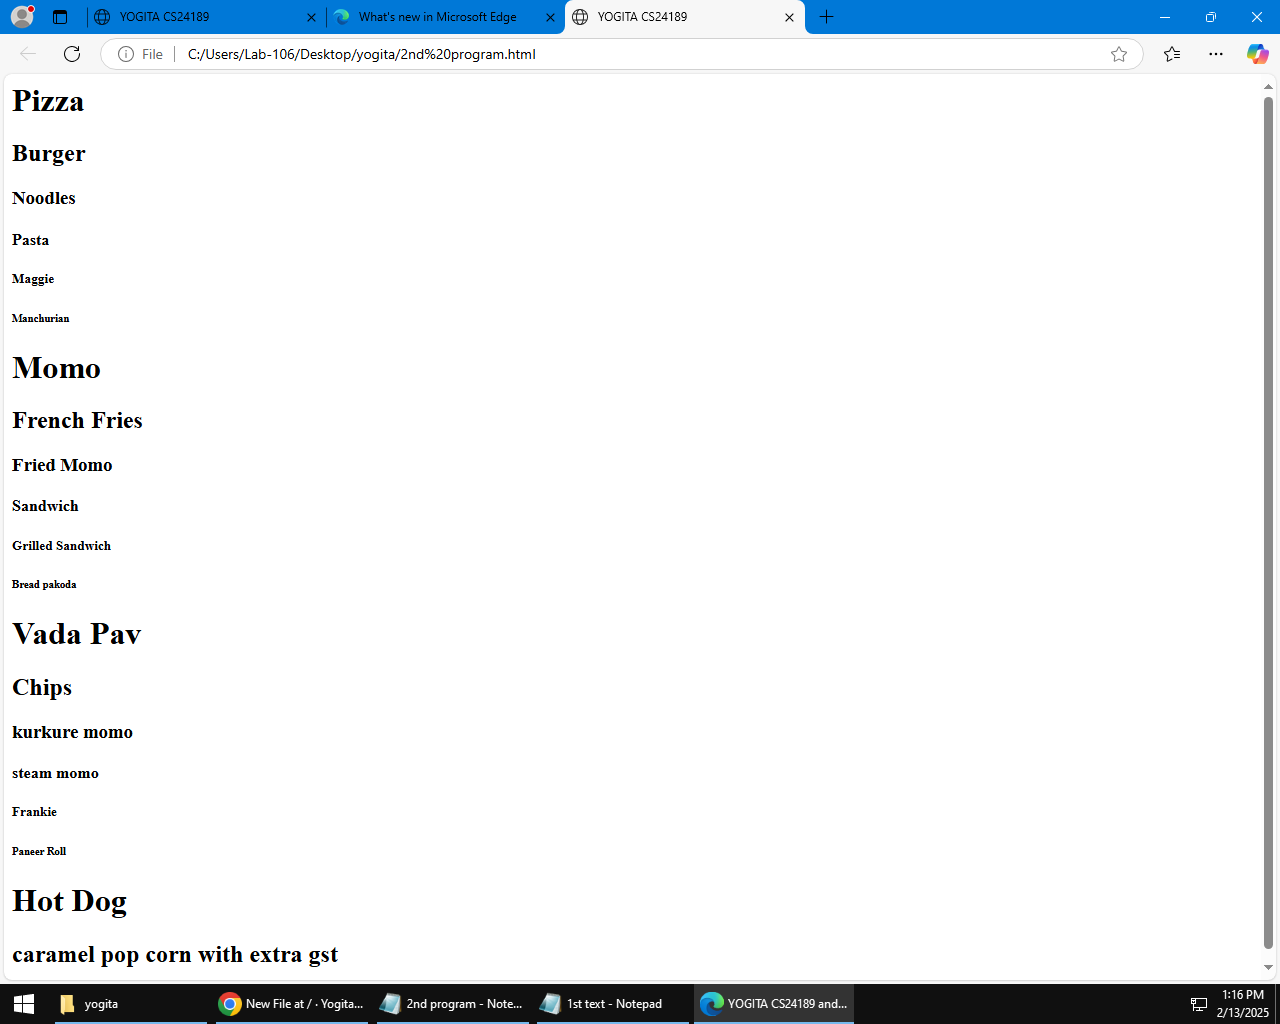 YOGITA CS24189
What's new in Microsoft Edge
YOGITA CS24189
File
C:/Users/Lab-106/Desktop/yogita/2nd%20program.html
Pizza
Burger
Noodles
Pasta
Maggie
Manchurian
Momo
French Fries
Fried Momo
Sandwich
Grilled Sandwich
Bread pakoda
Vada Pav
Chips
kurkure momo
steam momo
Frankie
Paneer Roll
Hot Dog
caramel pop corn with extra gst
yogita
New File at / · Yogita...
2nd program - Note...
1st text - Notepad
YOGITA CS24189 and...
1:16 PM
2/13/2025